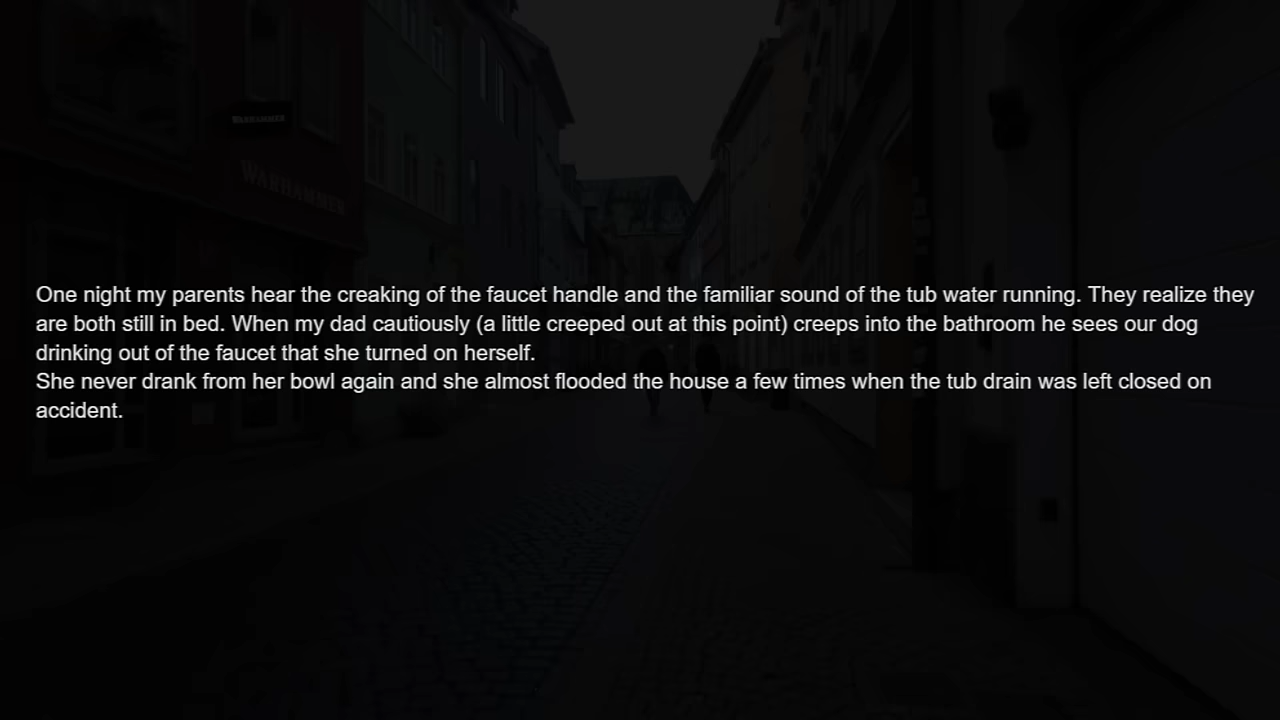 WARHAMMER
WARHAMMER
One night my parents hear the creaking of the faucet handle and the familiar sound of the tub water running. They realize they
are both still in bed. When my dad cautiously (a little creeped out at this point) creeps into the bathroom he sees our dog
drinking out of the faucet that she turned on herself.
She never drank from her bowl again and she almost flooded the house a few times when the tub drain was left closed on
accident.